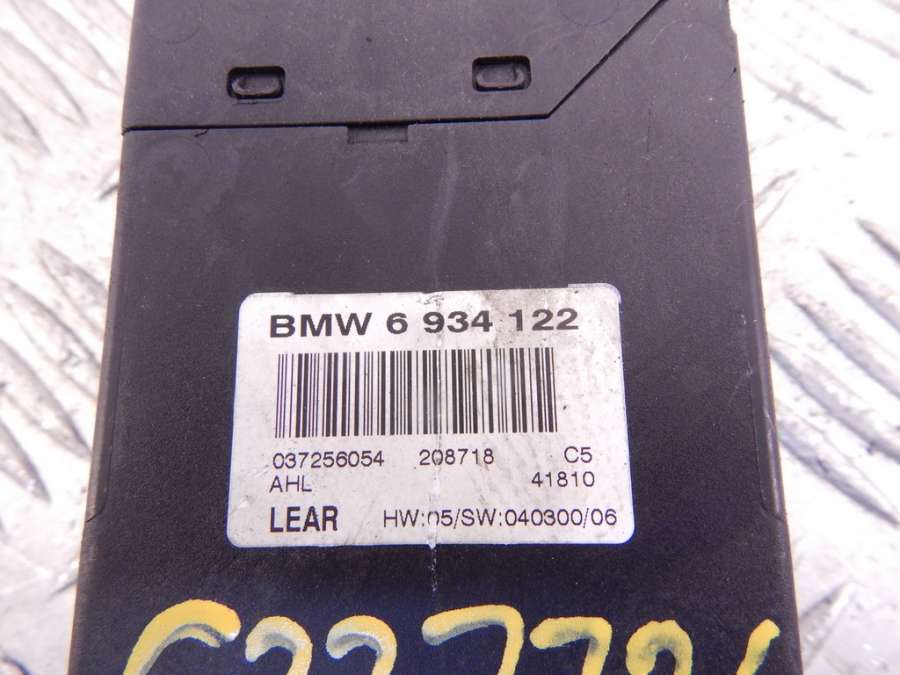 BMW 6 934 122
037256054 208718 C5
AHL 41810
LEAR HW:05/SW:040300/06